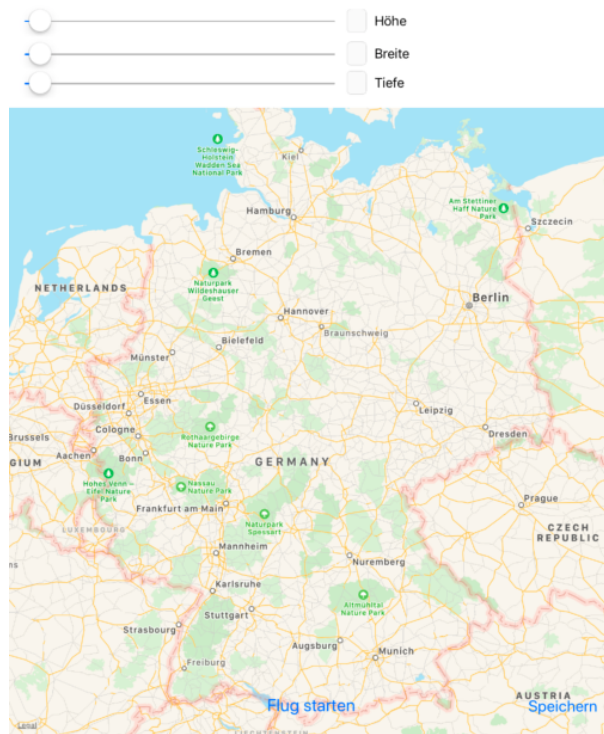 Höhe
Breite
Tiefe
Schleswig-
Holstein
Wadden Sea
National Park
Kiel
Am Stettiner
Haff Nature
Park
Hamburg
Szczecin
Bremen
Naturpark
Wildeshauser
Geest
NETHERLANDS
Berlin
Hannover
Braunschweig
Bielefeld
Münster
Essen
Düsseldorf
Leipzig
Cologne
Rothaargebirge
Nature Park
Dresden
Brussels
Aachen
Bonn
GERMANY
GIUM
Hohes Venn –
Eifel Nature
Park
Nassau
Nature Park
Prague
Frankfurt am Main
Naturpark
Spessart
LUXEMBOURG
CZECH
REPUBLIC
Mannheim
Nuremberg
ms
Karlsruhe
Altmühltal
Nature Park
Stuttgart
Strasbourg
Augsburg
Munich
Freiburg
AUSTRIA
Flug starten
Speichern
Legal
LIECHTENSTEIN